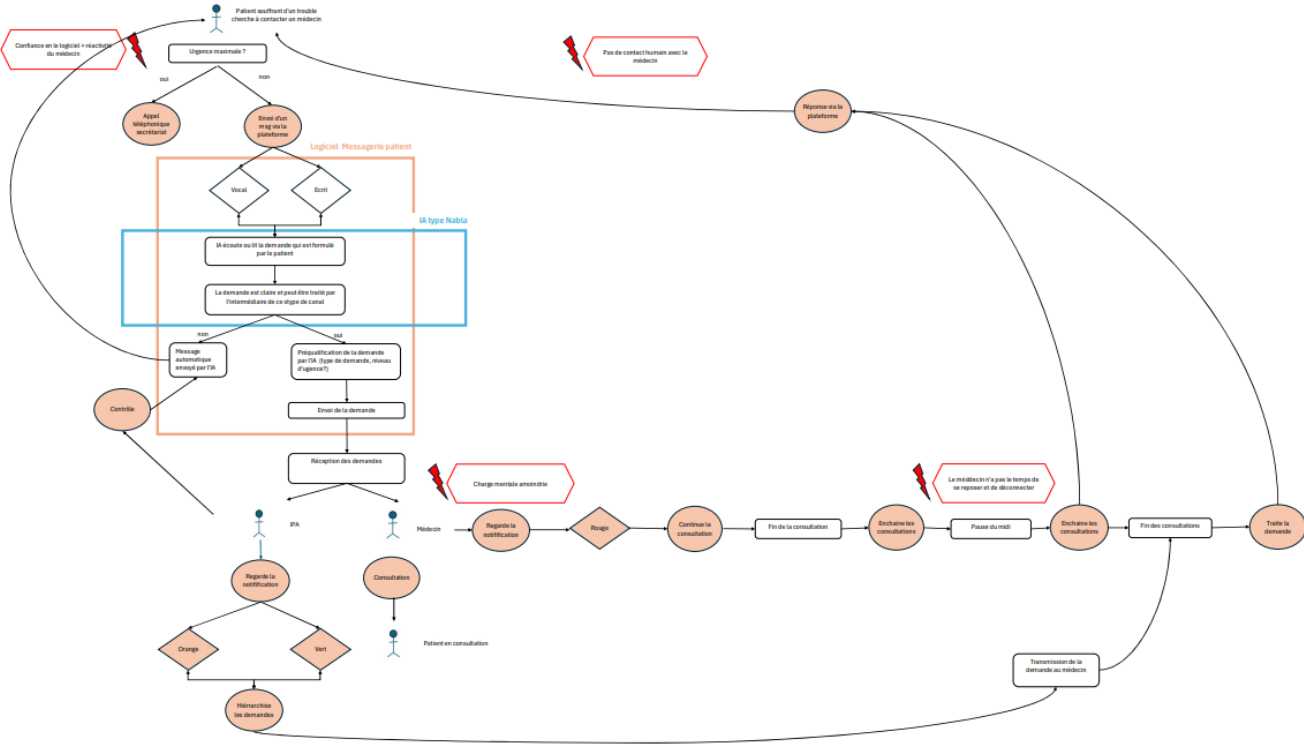 Patient souffrent d'un trouble
cherche à contacter un médecin
Confiance en le logiciel + réactivité
du médecin
Urgence maximale ?
Pas de contact humain avec le
médecin
oui
non
Appel
téléphonique
secrétariat
Envoi d'un
msg via la
plateforme
Réponse via la
plateforme
Logiciel Messagerie patient
Vocal
Ecrit
IA type Nabla
IA écoute ou lit la demande qui est formulé
par le patient
La demande est claire et peut être traité par
l'intermédiaire de ce stype de canal
non
oui
Message
automatique
envoyé par l'IA
Préqualification de la demande
par l'IA (type de demande, niveau
d'ugence?)
Contrôle
Envoi de la demande
Réception des demandes
Charge mentale amoindrie
Le médélecin n'a pas le temps de
se reposer et de déconnecter
IPA
Médecin
Regarde la
notiffification
Rouge
Continue la
consultation
Fin de la consultation
Enchaine les
consultations
Pause du midi
Enchaine les
consultations
Fin des consultations
Traite la
demande
Regarde la
notiffification
Consultation
Orange
Vert
Patient en consultation
Transmission de la
demande au médecin
Hiérarchise
les demandes